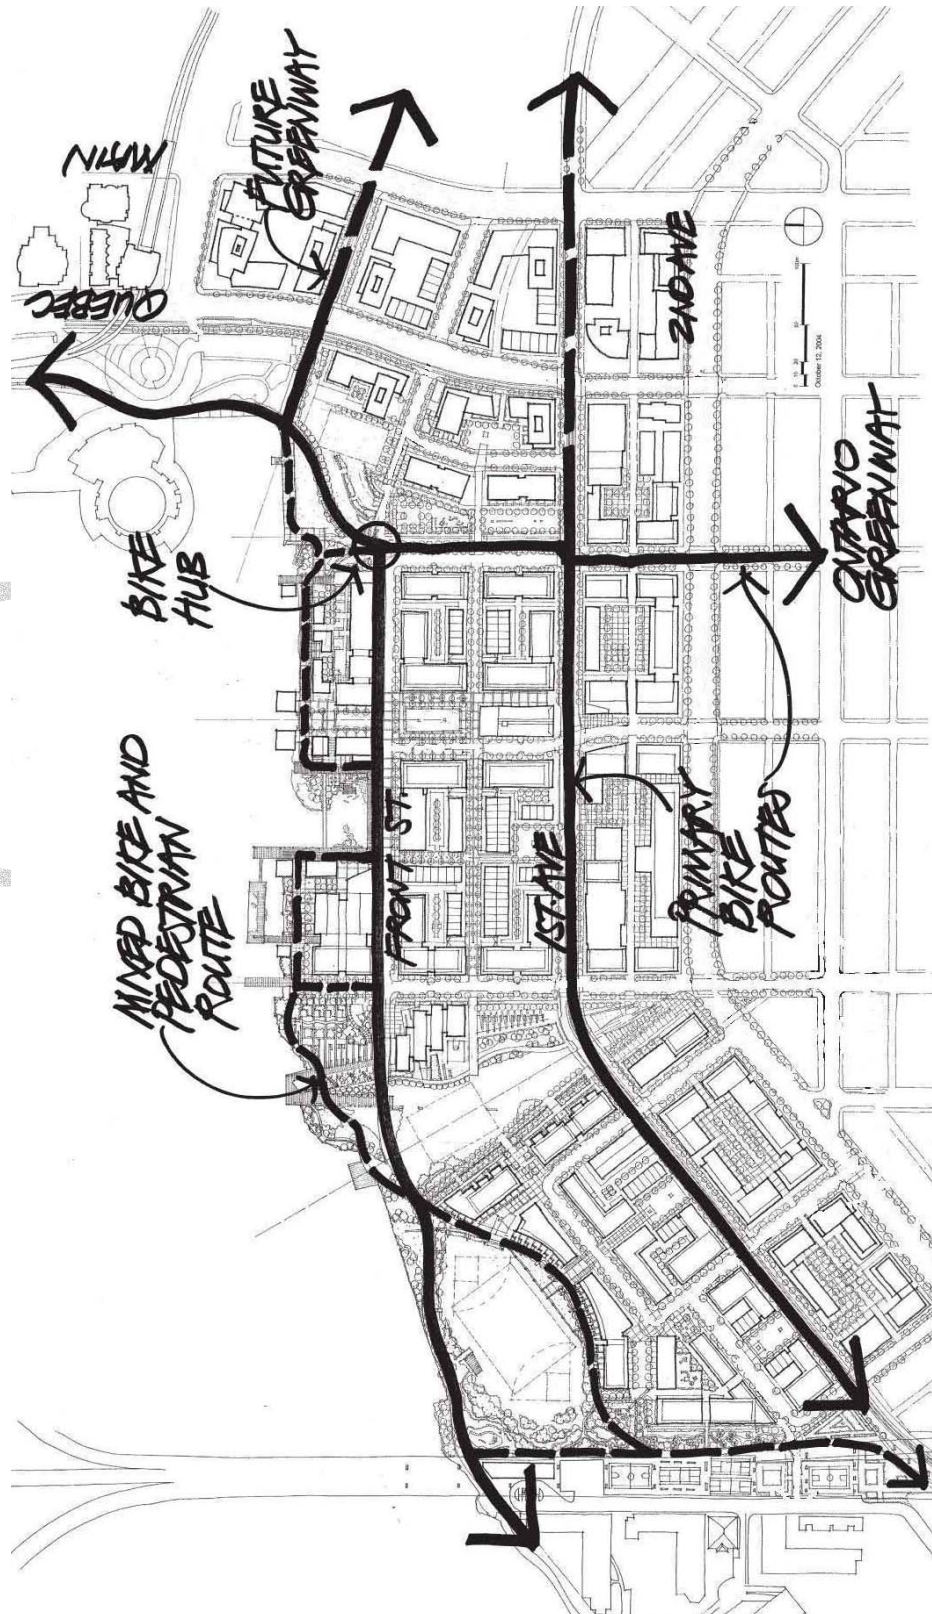 MAIN
QUEBEC
FUTURE
GREENWAY
2ND AVE
October 12, 2004
BIKE
HUB
ONTARIO
GREENWAY
MIXED BIKE AND
PEDESTRIAN
ROUTE
FRONT ST.
1ST. AVE
PRIMARY
BIKE
ROUTES